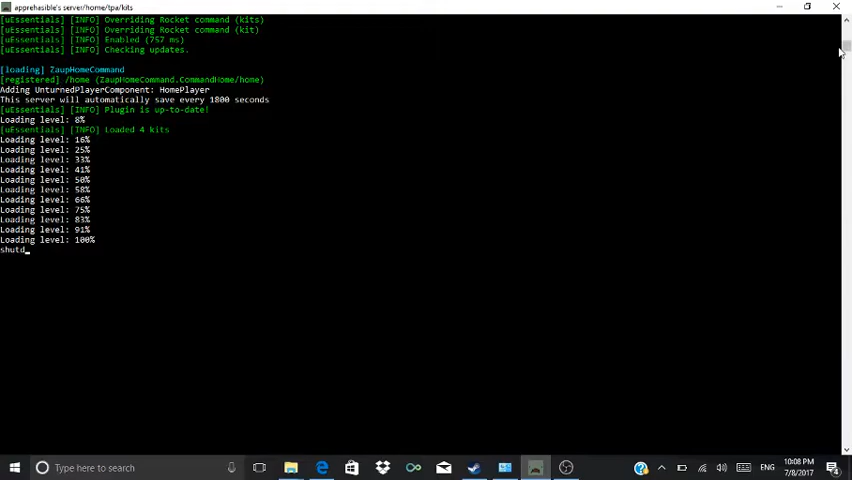 apprehasible's server/home/tpa/kits
[uEssentials] [INFO] Overriding Rocket command (kits)
[uEssentials] [INFO] Overriding Rocket command (kit)
[uEssentials] [INFO] Enabled (757 ms)
[uEssentials] [INFO] Checking updates.
[loading] ZaupHomeCommand
[registered] /home (ZaupHomeCommand.CommandHome/home)
Adding UnturnedPlayerComponent: HomePlayer
This server will automatically save every 1800 seconds
[uEssentials] [INFO] Plugin is up-to-date!
Loading level: 8%
[uEssentials] [INFO] Loaded 4 kits
Loading level: 16%
Loading level: 25%
Loading level: 33%
Loading level: 41%
Loading level: 50%
Loading level: 58%
Loading level: 66%
Loading level: 75%
Loading level: 83%
Loading level: 91%
Loading level: 100%
shutd_
Type here to search
ENG
10:08 PM
7/8/2017
4